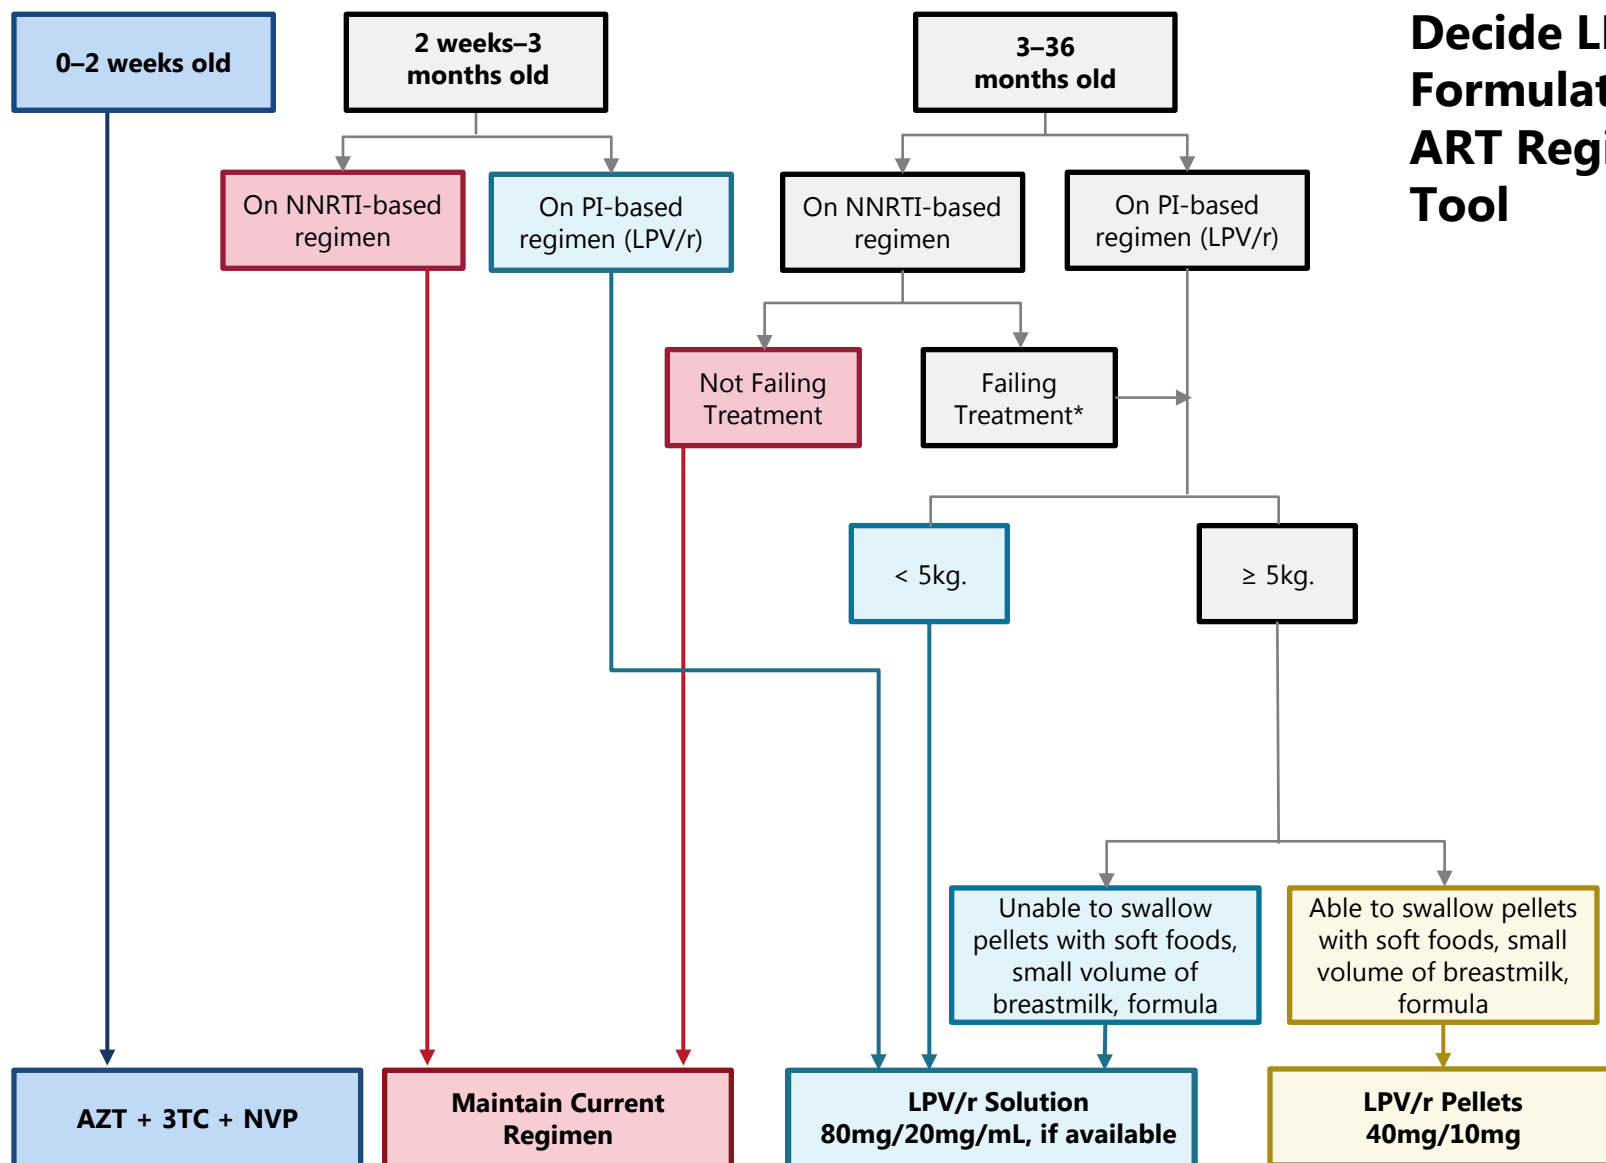 0–2 weeks old
2 weeks–3
months old
3–36
months old
Decide
Formulat
ART Regi
Tool
On NNRTI-based
regimen
On PI-based
regimen (LPV/r)
On NNRTI-based
regimen
On PI-based
regimen (LPV/r)
Not Failing
Treatment
Failing
Treatment*
< 5kg.
≥ 5kg.
Unable to swallow
pellets with soft foods,
small volume of
breastmilk, formula
Able to swallow pellets
with soft foods, small
volume of breastmilk,
formula
AZT + 3TC + NVP
Maintain Current
Regimen
LPV/r Solution
80mg/20mg/mL, if available
LPV/r Pellets
40mg/10mg